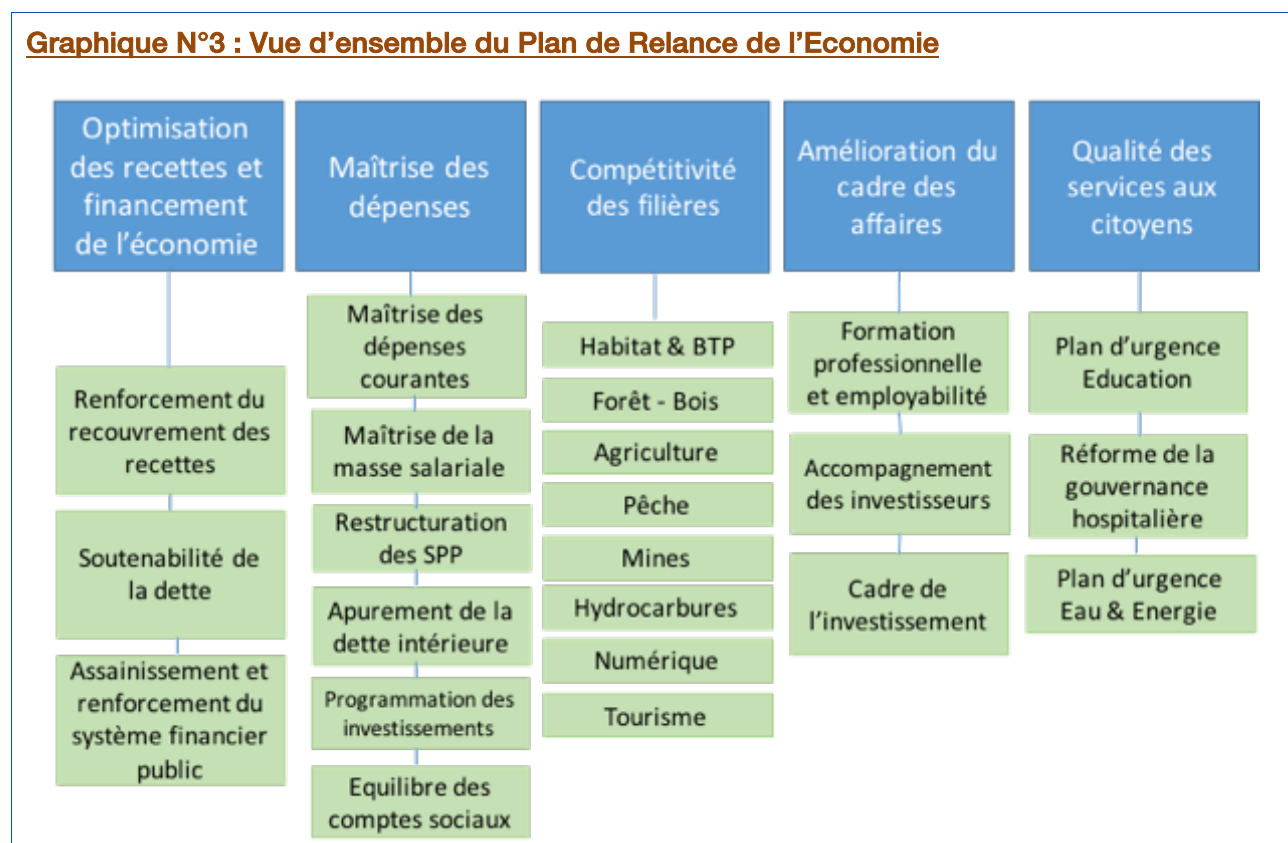 Graphique N°3 : Vue d’ensemble du Plan de Relance de l’Economie
Optimisation
des recettes et
financement
de l’économie
Renforcement du
recouvrement des
recettes
Soutenabilité de
la dette
Assainissement et
renforcement du
système financier
public
Maîtrise des
dépenses
Maîtrise des
dépenses
courantes
Maîtrise de la
masse salariale
Restructuration
des SPP
Apurement de la
dette intérieure
Programmation des
investissements
Equilibre des
comptes sociaux
Compétitivité
des filières
Habitat & BTP
Forêt - Bois
Agriculture
Pêche
Mines
Hydrocarbures
Numérique
Tourisme
Amélioration du
cadre des
affaires
Formation
professionnelle
et employabilité
Accompagnement
des investisseurs
Cadre de
l’investissement
Qualité des
services aux
citoyens
Plan d’urgence
Education
Réforme de la
gouvernance
hospitalière
Plan d’urgence
Eau & Energie